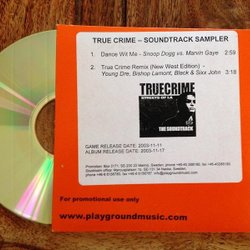 TRUE CRIME – SOUNDTRACK SAMPLER
1. Dance Wit Me - Snoop Dogg vs. Marvin Gaye 2:59
2. True Crime Remix (New West Edition) -
Young Dre, Bishop Lamont, Bleck & Sixx John 3:18
TRUECRIME
STREETS OF LA
THE SOUNDTRACK
GAME RELEASE DATE: 2003-11-11
ALBUM RELEASE DATE: 2003-11-17
For promotional use only
www.playgroundmusic.com